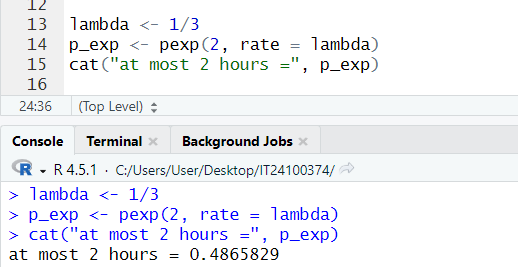 12
13 lambda <- 1/3
14 p_exp <- pexp(2, rate = lambda)
15 cat("at most 2 hours =", p_exp)
16
24:36 (Top Level)
Console Terminal Background Jobs
R R 4.5.1 · C:/Users/User/Desktop/IT24100374/
> lambda <- 1/3
> p_exp <- pexp(2, rate = lambda)
> cat("at most 2 hours =", p_exp)
at most 2 hours = 0.4865829